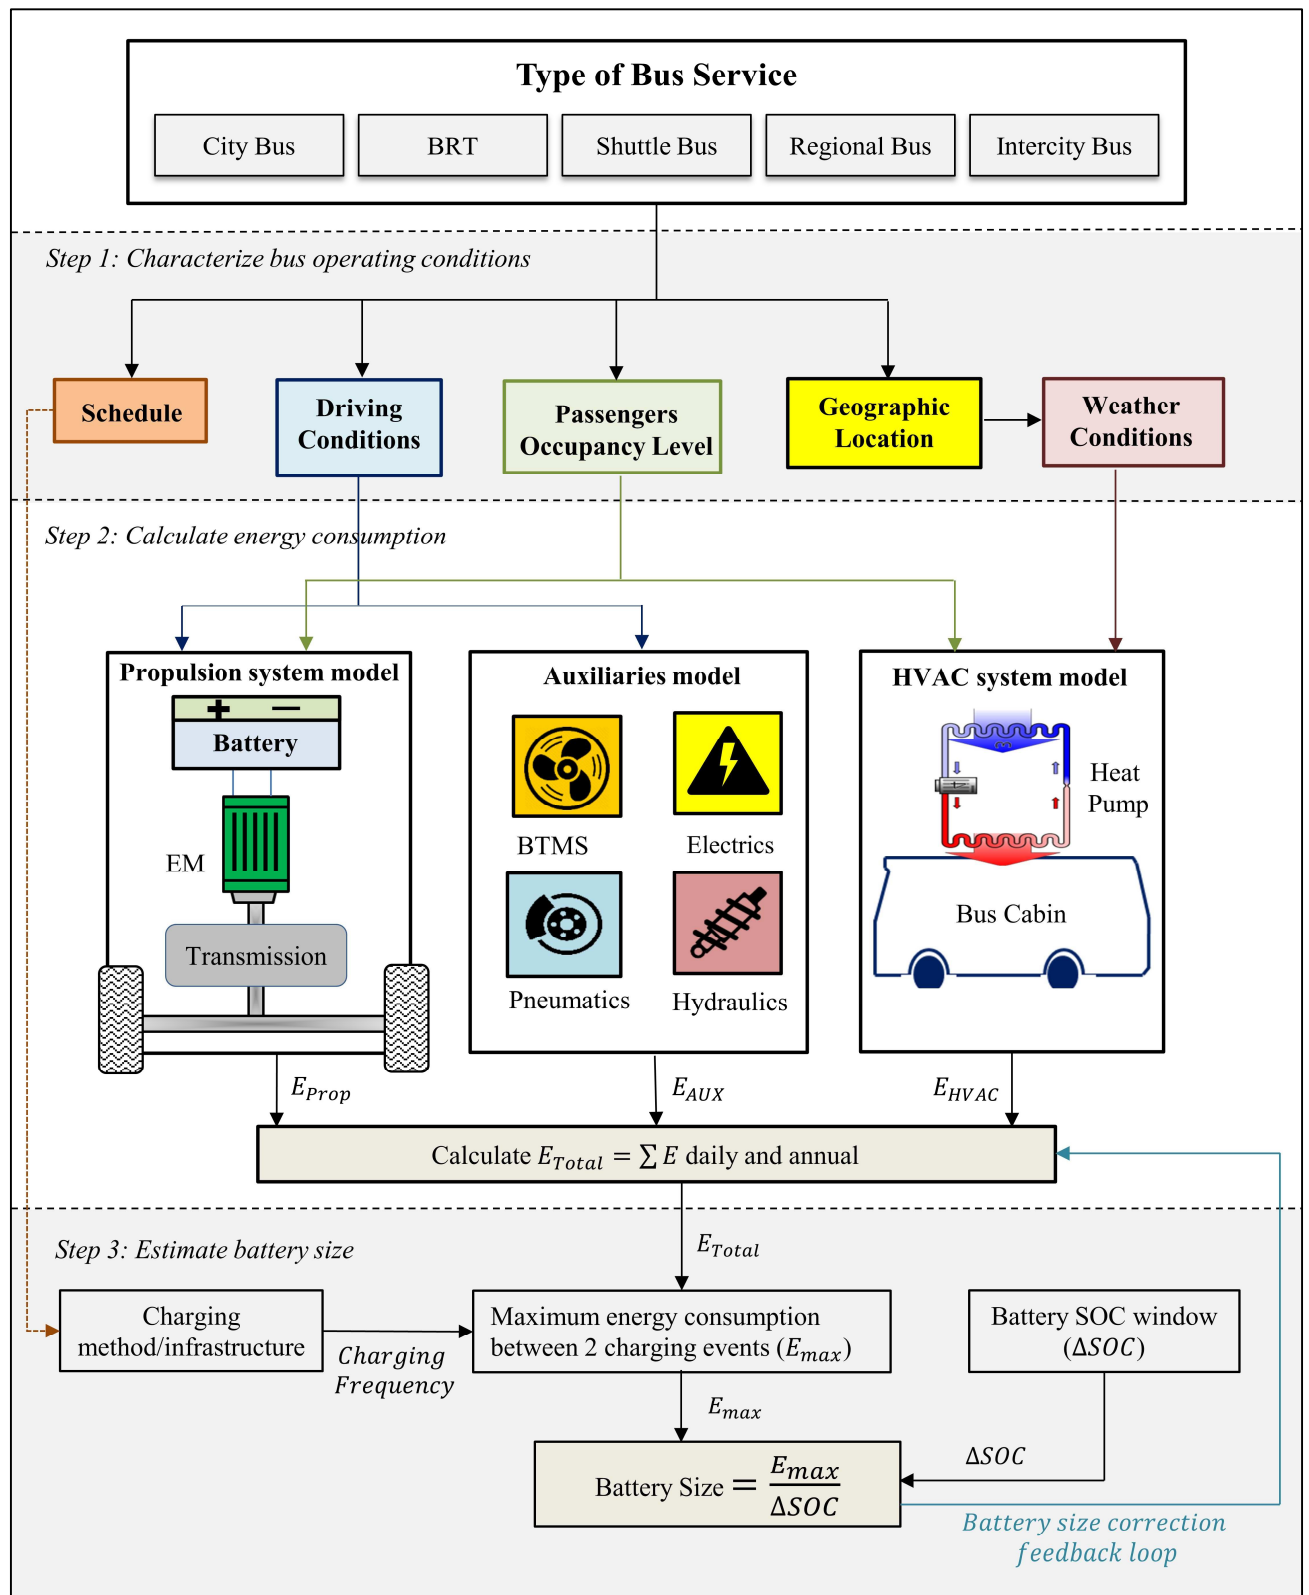 Type of Bus Service
City Bus
BRT
Shuttle Bus
Regional Bus
Intercity Bus
Step 1: Characterize bus operating conditions
Schedule
Driving
Conditions
Passengers
Occupancy Level
Geographic
Location
Weather
Conditions
Step 2: Calculate energy consumption
Propulsion system model
+ −
Battery
EM
Transmission
Auxiliaries model
BTMS
Electrics
Pneumatics
Hydraulics
HVAC system model
Heat
Pump
Bus Cabin
E_Prop
E_AUX
E_HVAC
Calculate E_Total = ∑ E daily and annual
Step 3: Estimate battery size
E_Total
Charging
method/infrastructure
Charging
Frequency
Maximum energy consumption
between 2 charging events (E_max)
Battery SOC window
(ΔSOC)
E_max
ΔSOC
Battery Size = E_max / ΔSOC
Battery size correction
feedback loop